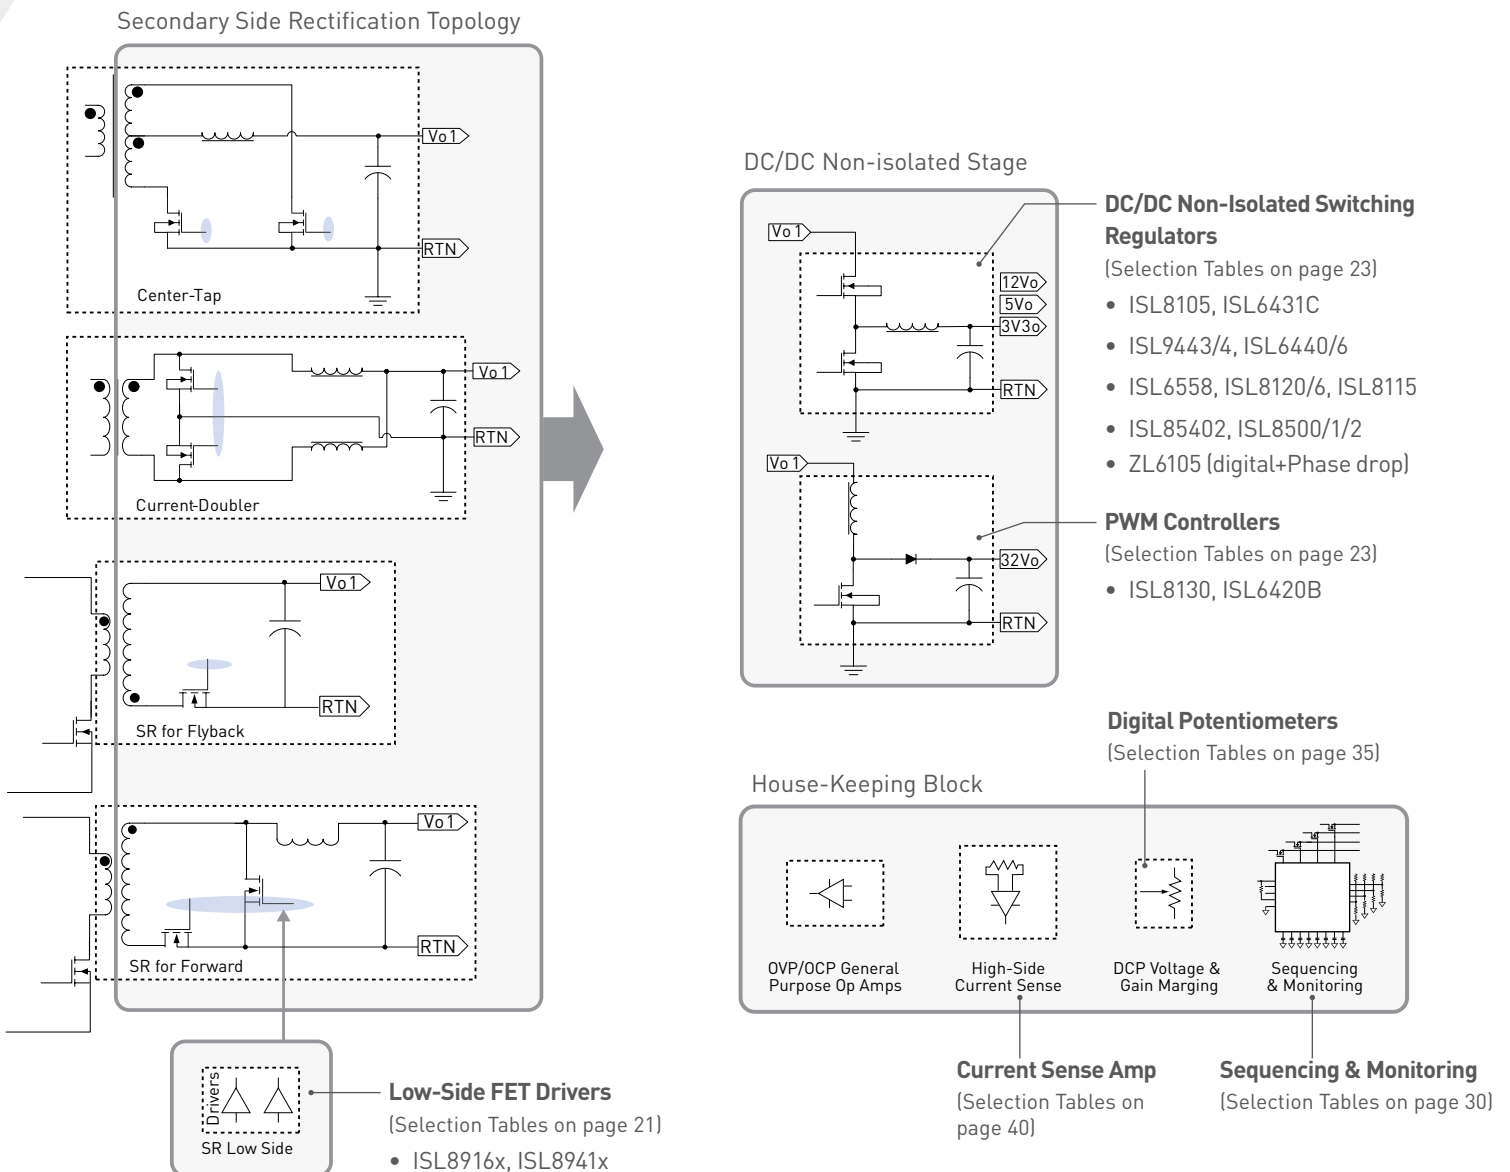 Secondary Side Rectification Topology
Vo1
RTN
Center-Tap
Vo1
RTN
Current-Doubler
Vo1
RTN
SR for Flyback
Vo1
RTN
SR for Forward
Drivers
SR Low Side
Low-Side FET Drivers
(Selection Tables on page 21)
• ISL8916x, ISL8941x
DC/DC Non-isolated Stage
Vo1
12Vo
5Vo
3V3o
RTN
Vo1
32Vo
RTN
DC/DC Non-Isolated Switching
Regulators
(Selection Tables on page 23)
• ISL8105, ISL6431C
• ISL9443/4, ISL6440/6
• ISL6558, ISL8120/6, ISL8115
• ISL85402, ISL8500/1/2
• ZL6105 (digital+Phase drop)
PWM Controllers
(Selection Tables on page 23)
• ISL8130, ISL6420B
Digital Potentiometers
(Selection Tables on page 35)
House-Keeping Block
OVP/OCP General
Purpose Op Amps
High-Side
Current Sense
DCP Voltage &
Gain Marging
Sequencing
& Monitoring
Current Sense Amp
(Selection Tables on
page 40)
Sequencing & Monitoring
(Selection Tables on page 30)